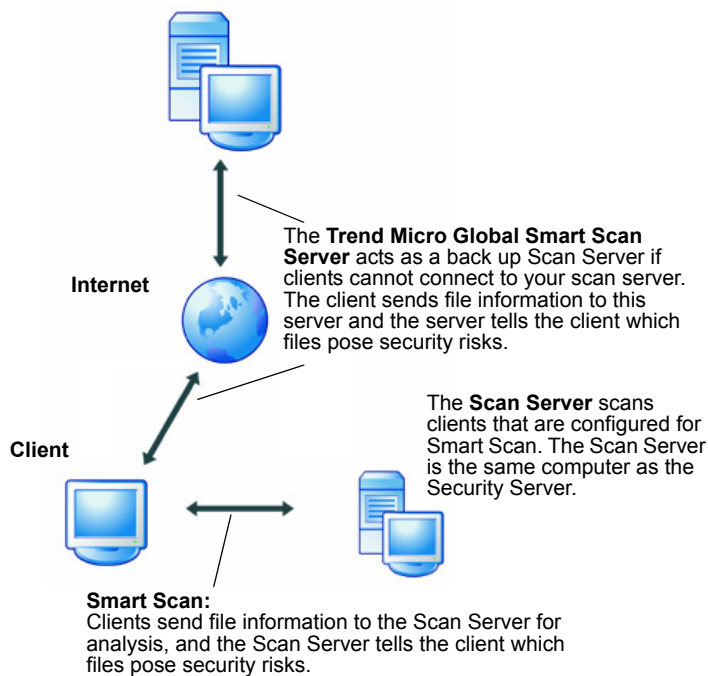 The Trend Micro Global Smart Scan
Server acts as a back up Scan Server if
clients cannot connect to your scan server.
The client sends file information to this
server and the server tells the client which
files pose security risks.
Internet
The Scan Server scans
clients that are configured for
Smart Scan. The Scan Server
is the same computer as the
Security Server.
Client
Smart Scan:
Clients send file information to the Scan Server for
analysis, and the Scan Server tells the client which
files pose security risks.